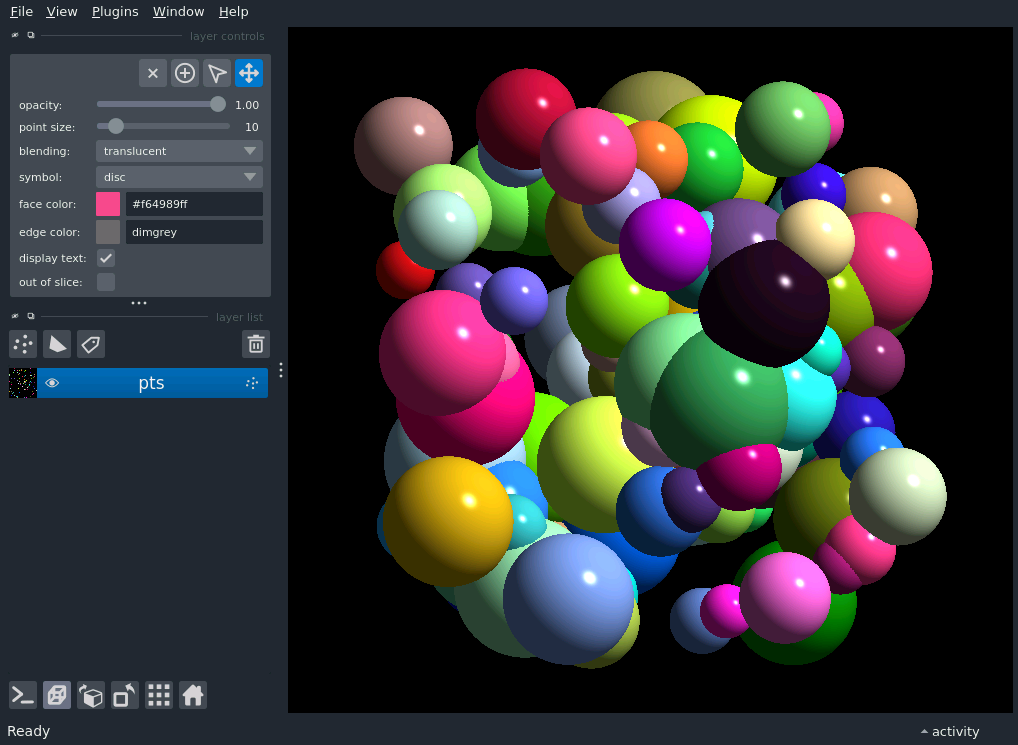 File View Plugins Window Help
layer controls
opacity: 1.00
point size: 10
blending: translucent
symbol: disc
face color: #f64989ff
edge color: dimgrey
display text:
out of slice:
layer list
pts
Ready activity